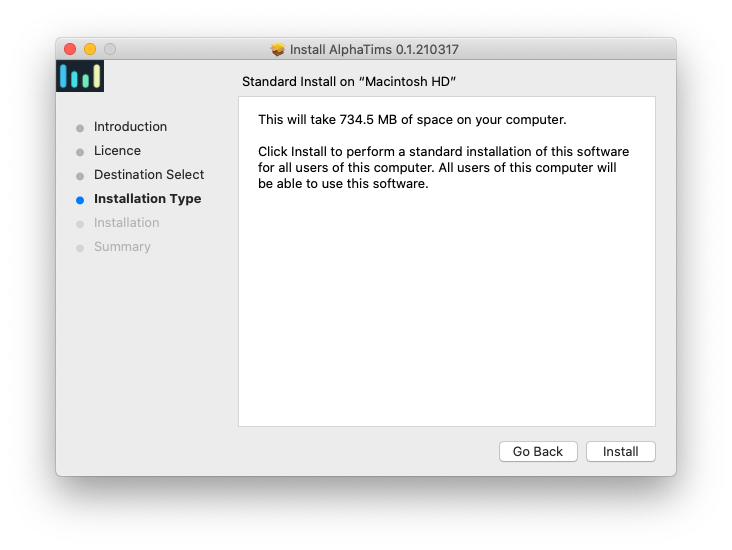 Install AlphaTims 0.1.210317
Standard Install on “Macintosh HD”
Introduction
Licence
Destination Select
Installation Type
Installation
Summary
This will take 734.5 MB of space on your computer.
Click Install to perform a standard installation of this software
for all users of this computer. All users of this computer will
be able to use this software.
Go Back
Install